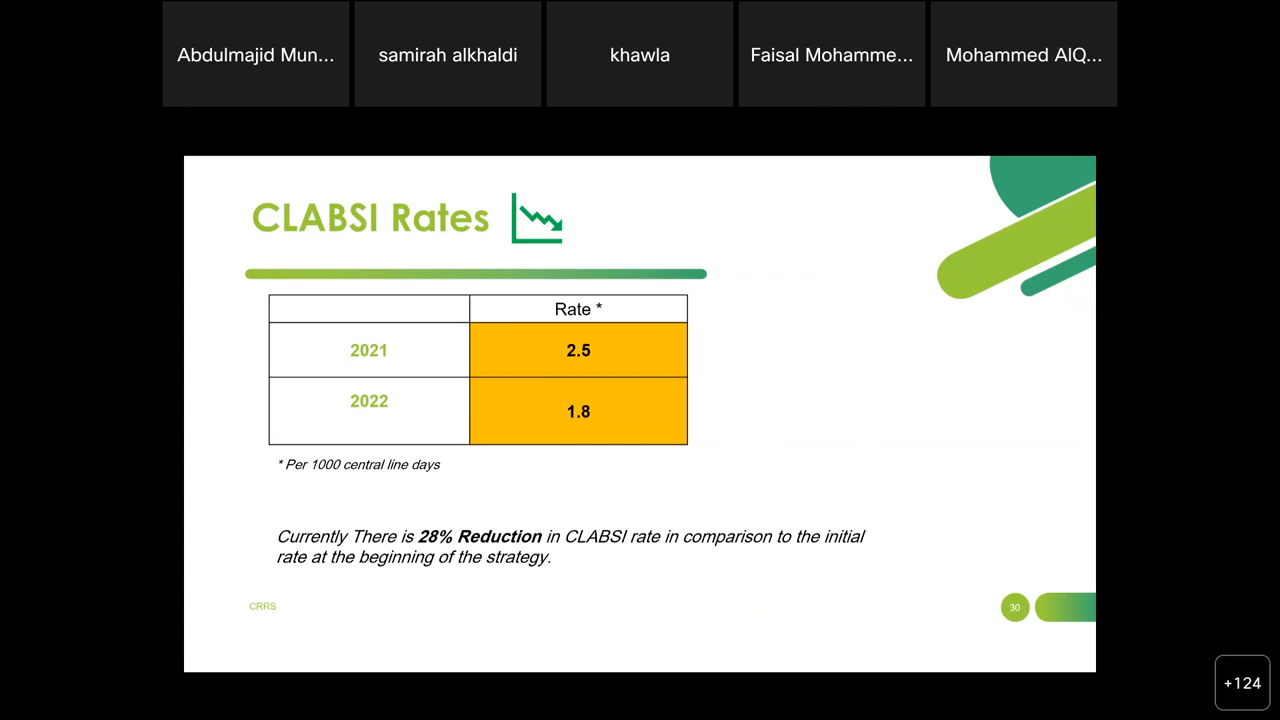 Abdulmajid Mun...
samirah alkhaldi
khawla
Faisal Mohamme...
Mohammed AlQ...
CLABSI Rates
Rate *
2021
2.5
2022
1.8
* Per 1000 central line days
Currently There is 28% Reduction in CLABSI rate in comparison to the initial
rate at the beginning of the strategy.
CRRS
30
+124